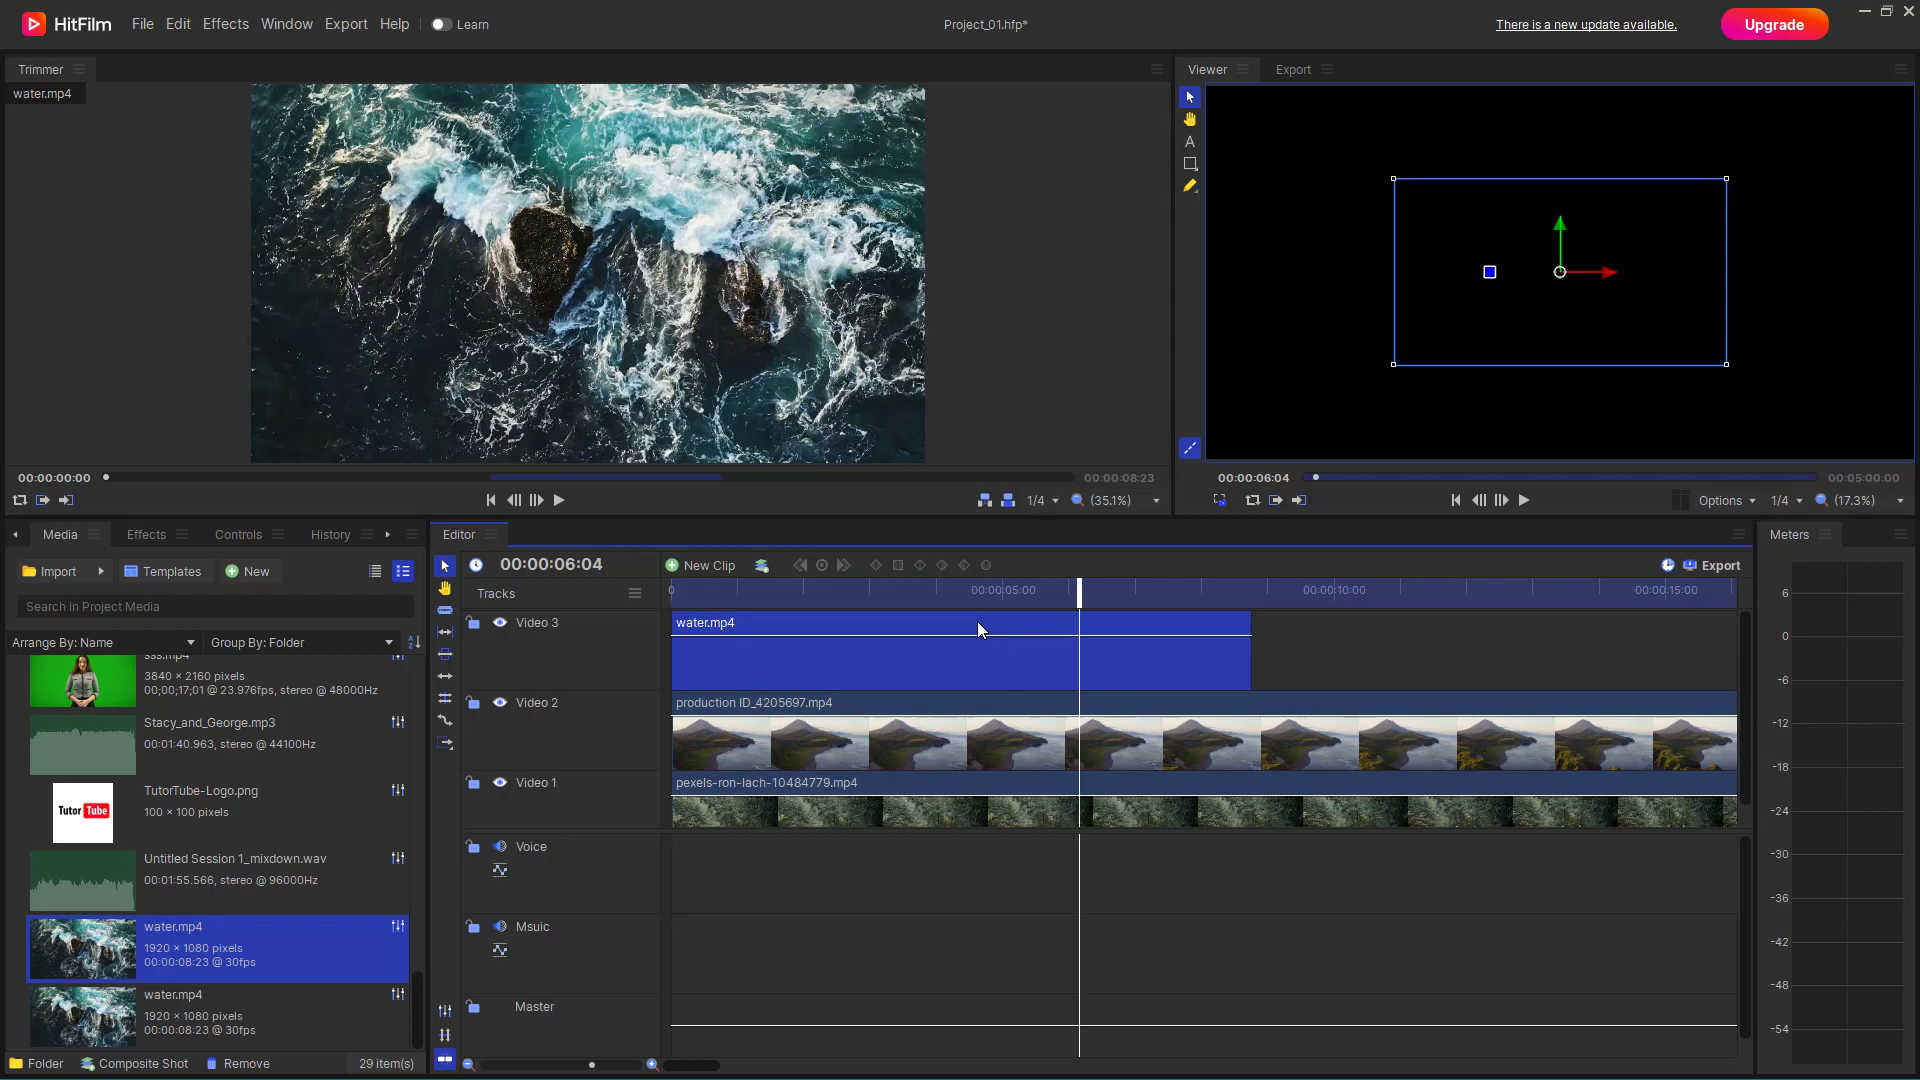 HitFilm File Edit Effects Window Export Help Learn Project_01.hfp* There is a new update available. Upgrade
Trimmer
water.mp4
Viewer Export
A
00:00:00:00 00:00:08:23
1/4 (35.1%)
00:00:06:04 00:05:00:00
Options 1/4 (17.3%)
Media Effects Controls History
Import Templates New
Search in Project Media
Arrange By: Name Group By: Folder
sss.mp4
3840 × 2160 pixels
00;00;17;01 @ 23.976fps, stereo @ 48000Hz
Stacy_and_George.mp3
00:01:40.963, stereo @ 44100Hz
Tutor Tube
TutorTube-Logo.png
100 × 100 pixels
Untitled Session 1_mixdown.wav
00:01:55.566, stereo @ 96000Hz
water.mp4
1920 × 1080 pixels
00:00:08:23 @ 30fps
water.mp4
1920 × 1080 pixels
00:00:08:23 @ 30fps
Folder Composite Shot Remove 29 item(s)
Editor
00:00:06:04 New Clip Export
Tracks 0 00:00:05:00 00:00:10:00 00:00:15:00
Video 3 water.mp4
Video 2 production ID_4205697.mp4
Video 1 pexels-ron-lach-10484779.mp4
Voice
Msuic
Master
Meters
6
0
-6
-12
-18
-24
-30
-36
-42
-48
-54